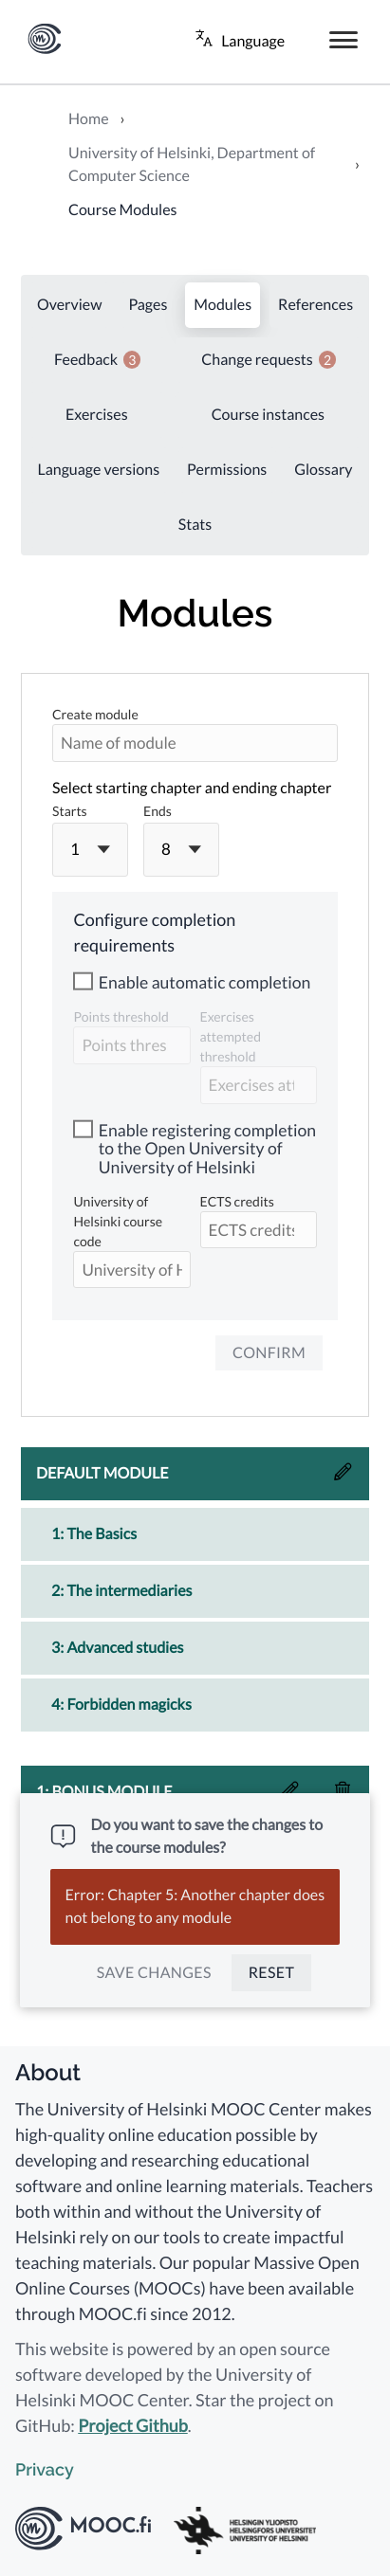 Language
Home ›
University of Helsinki, Department of
Computer Science ›
Course Modules
Overview Pages Modules References
Feedback 3 Change requests 2
Exercises Course instances
Language versions Permissions Glossary
Stats
Modules
Create module
Name of module
Select starting chapter and ending chapter
Starts Ends
1 8
Configure completion
requirements
Enable automatic completion
Points threshold
Points thres
Exercises
attempted
threshold
Exercises att
Enable registering completion
to the Open University of
University of Helsinki
University of
Helsinki course
code
University of H
ECTS credits
ECTS credits
CONFIRM
DEFAULT MODULE
1: The Basics
2: The intermediaries
3: Advanced studies
4: Forbidden magicks
1: BONUS MODULE
Do you want to save the changes to
the course modules?
Error: Chapter 5: Another chapter does
not belong to any module
SAVE CHANGES RESET
About
The University of Helsinki MOOC Center makes
high-quality online education possible by
developing and researching educational
software and online learning materials. Teachers
both within and without the University of
Helsinki rely on our tools to create impactful
teaching materials. Our popular Massive Open
Online Courses (MOOCs) have been available
through MOOC.fi since 2012.
This website is powered by an open source
software developed by the University of
Helsinki MOOC Center. Star the project on
GitHub: Project Github.
Privacy
MOOC.fi
HELSINGIN YLIOPISTO
HELSINGFORS UNIVERSITET
UNIVERSITY OF HELSINKI